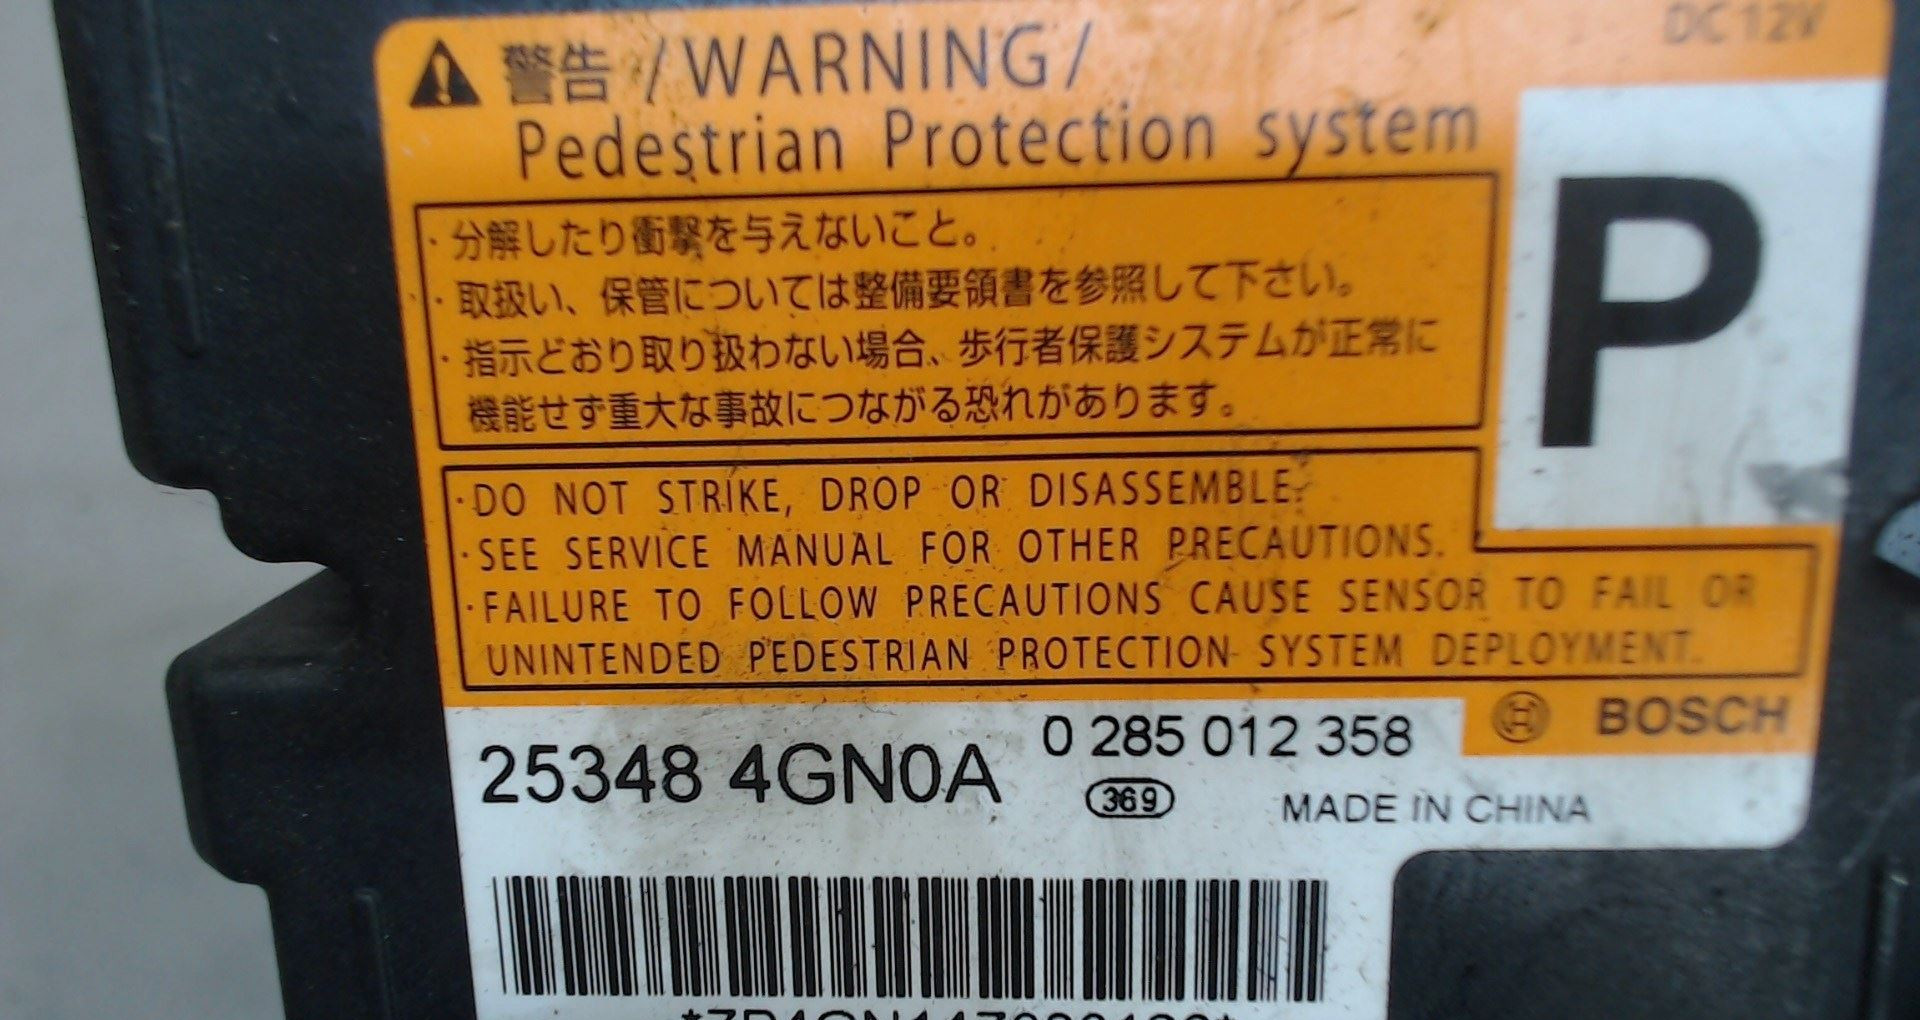 DC 12V
警告 / WARNING /
Pedestrian Protection system
P
・分解したり衝撃を与えないこと。
・取扱い、保管については整備要領書を参照して下さい。
・指示どおり取り扱わない場合、歩行者保護システムが正常に
機能せず重大な事故につながる恐れがあります。
・DO NOT STRIKE, DROP OR DISASSEMBLE.
・SEE SERVICE MANUAL FOR OTHER PRECAUTIONS.
・FAILURE TO FOLLOW PRECAUTIONS CAUSE SENSOR TO FAIL OR
UNINTENDED PEDESTRIAN PROTECTION SYSTEM DEPLOYMENT.
BOSCH
25348 4GN0A
0 285 012 358
369
MADE IN CHINA